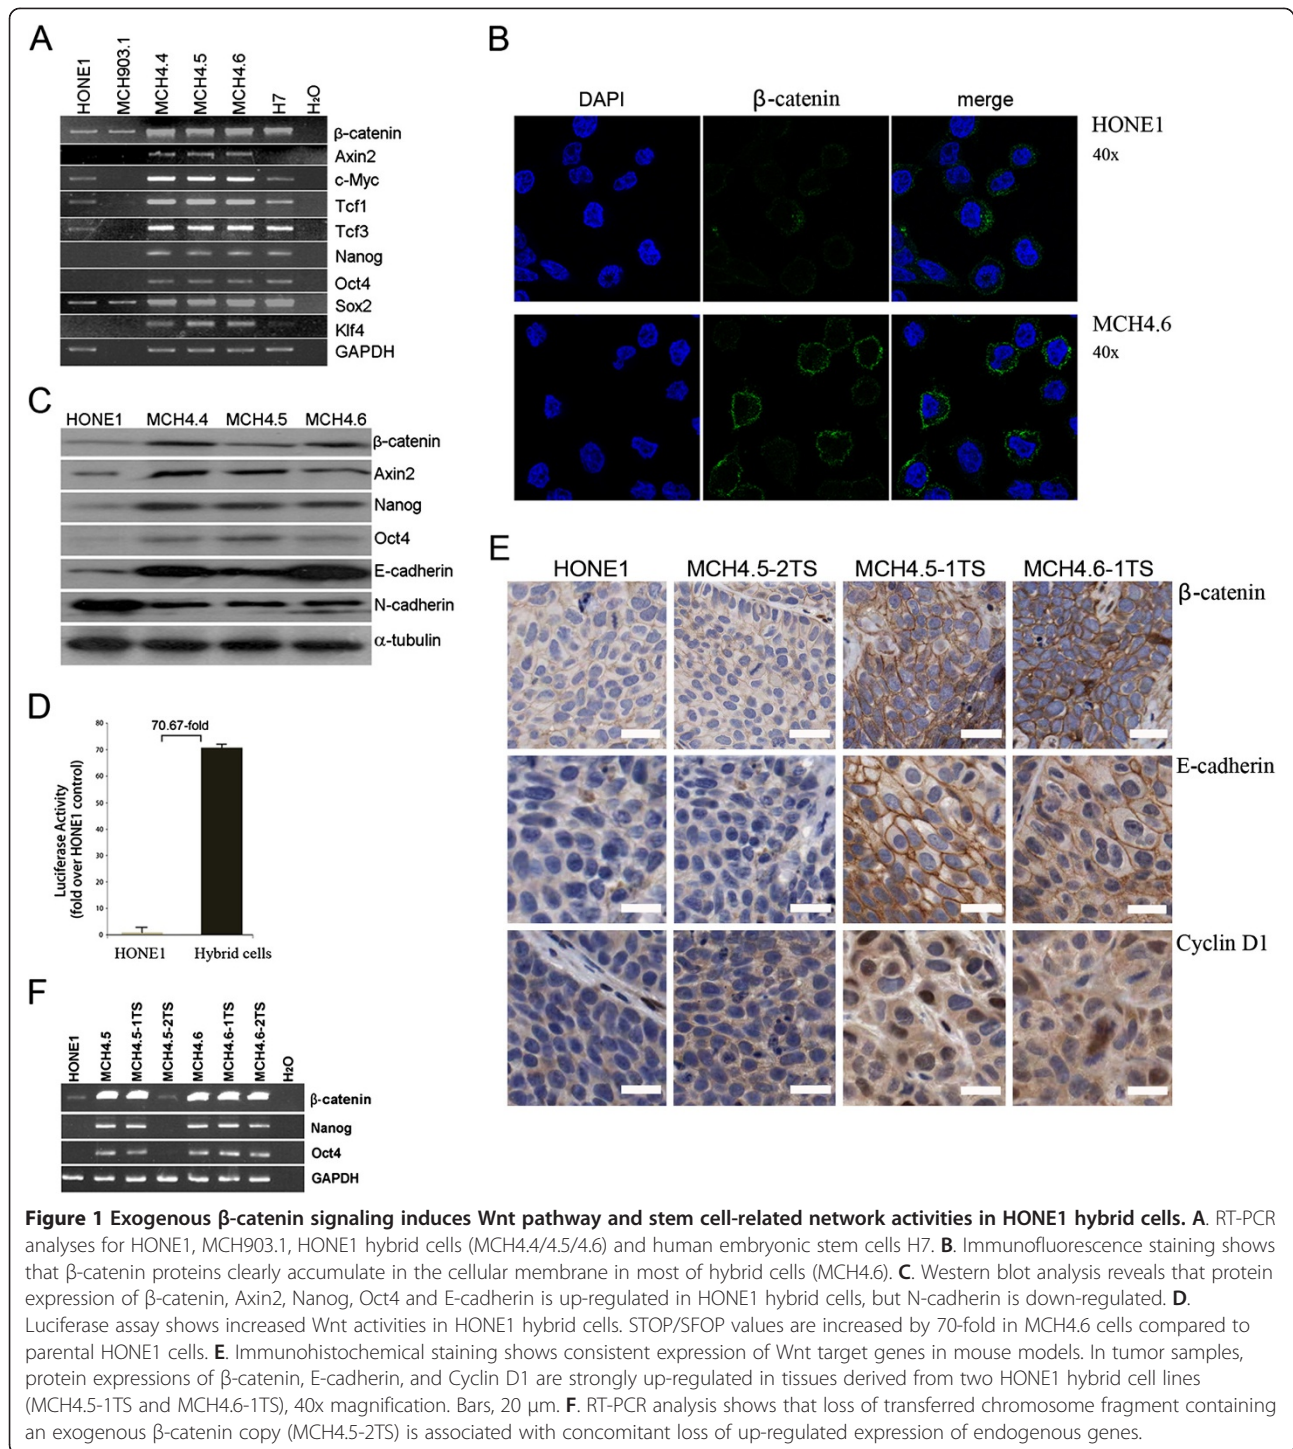 A
HONE1
MCH903.1
MCH4.4
MCH4.5
MCH4.6
H7
H₂O
β-catenin
Axin2
c-Myc
Tcf1
Tcf3
Nanog
Oct4
Sox2
Klf4
GAPDH
B
DAPI β-catenin merge
HONE1
40x
MCH4.6
40x
C
HONE1 MCH4.4 MCH4.5 MCH4.6
β-catenin
Axin2
Nanog
Oct4
E-cadherin
N-cadherin
α-tubulin
D
70.67-fold
Luciferase Activity
(fold over HONE1 control)
80
70
60
50
40
30
20
10
0
HONE1 Hybrid cells
E
HONE1 MCH4.5-2TS MCH4.5-1TS MCH4.6-1TS
β-catenin
E-cadherin
Cyclin D1
F
HONE1
MCH4.5
MCH4.5-1TS
MCH4.5-2TS
MCH4.6
MCH4.6-1TS
MCH4.6-2TS
H₂O
β-catenin
Nanog
Oct4
GAPDH
Figure 1 Exogenous β-catenin signaling induces Wnt pathway and stem cell-related network activities in HONE1 hybrid cells. A. RT-PCR
analyses for HONE1, MCH903.1, HONE1 hybrid cells (MCH4.4/4.5/4.6) and human embryonic stem cells H7. B. Immunofluorescence staining shows
that β-catenin proteins clearly accumulate in the cellular membrane in most of hybrid cells (MCH4.6). C. Western blot analysis reveals that protein
expression of β-catenin, Axin2, Nanog, Oct4 and E-cadherin is up-regulated in HONE1 hybrid cells, but N-cadherin is down-regulated. D.
Luciferase assay shows increased Wnt activities in HONE1 hybrid cells. STOP/SFOP values are increased by 70-fold in MCH4.6 cells compared to
parental HONE1 cells. E. Immunohistochemical staining shows consistent expression of Wnt target genes in mouse models. In tumor samples,
protein expressions of β-catenin, E-cadherin, and Cyclin D1 are strongly up-regulated in tissues derived from two HONE1 hybrid cell lines
(MCH4.5-1TS and MCH4.6-1TS), 40x magnification. Bars, 20 μm. F. RT-PCR analysis shows that loss of transferred chromosome fragment containing
an exogenous β-catenin copy (MCH4.5-2TS) is associated with concomitant loss of up-regulated expression of endogenous genes.